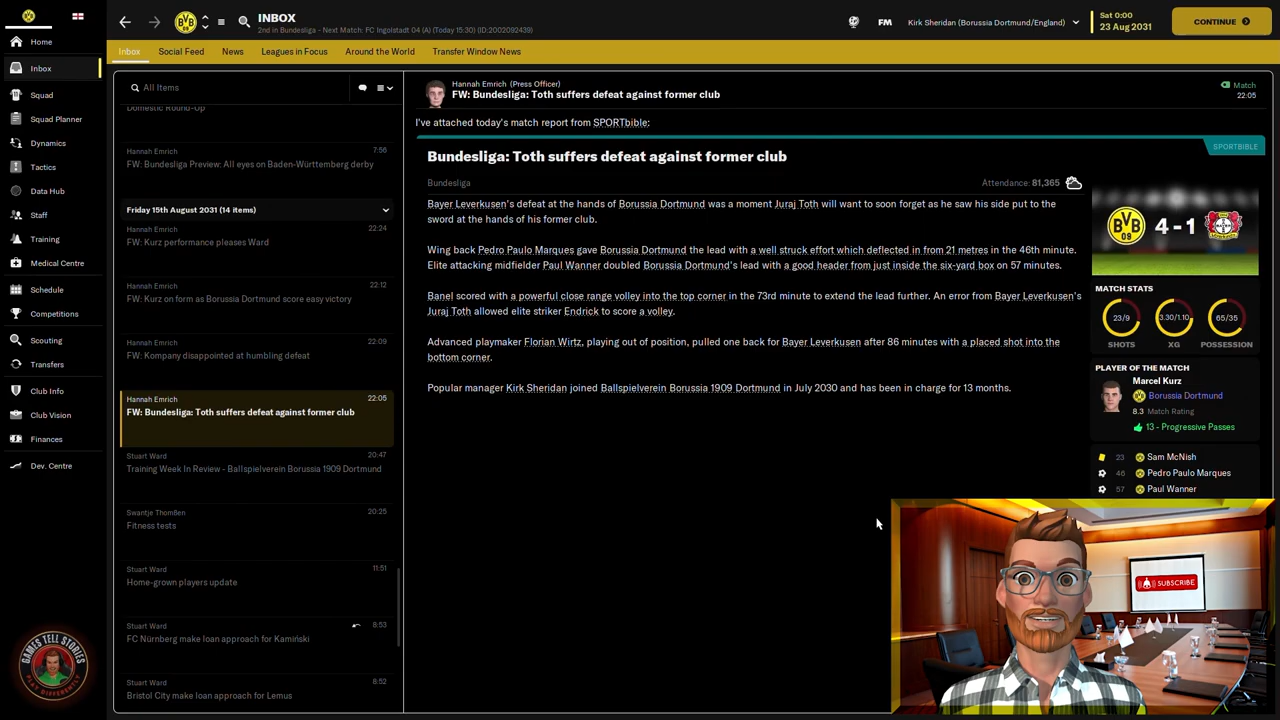 INBOX
2nd in Bundesliga - Next Match: FC Ingolstadt 04 (A) (Today 15:30) (ID:2002092439)
FM
Kirk Sheridan (Borussia Dortmund/England)
Sat 0:00
23 Aug 2031
CONTINUE
Home
Inbox
Squad
Squad Planner
Dynamics
Tactics
Data Hub
Staff
Training
Medical Centre
Schedule
Competitions
Scouting
Transfers
Club Info
Club Vision
Finances
Dev. Centre
GAMES TELL STORIES
PLAY DIFFERENTLY
Inbox
Social Feed
News
Leagues in Focus
Around the World
Transfer Window News
All Items
Domestic Round-Up
Hannah Emrich
7:56
FW: Bundesliga Preview: All eyes on Baden-Württemberg derby
Friday 15th August 2031 (14 items)
Hannah Emrich
22:24
FW: Kurz performance pleases Ward
Hannah Emrich
22:12
FW: Kurz on form as Borussia Dortmund score easy victory
Hannah Emrich
22:09
FW: Kompany disappointed at humbling defeat
Hannah Emrich
22:05
FW: Bundesliga: Toth suffers defeat against former club
Stuart Ward
20:47
Training Week In Review - Ballspielverein Borussia 1909 Dortmund
Swantje Thomßen
20:25
Fitness tests
Stuart Ward
11:51
Home-grown players update
Stuart Ward
8:53
FC Nürnberg make loan approach for Kamiński
Stuart Ward
8:52
Bristol City make loan approach for Lemus
Hannah Emrich (Press Officer)
FW: Bundesliga: Toth suffers defeat against former club
Match
22:05
I've attached today's match report from SPORTbible:
SPORTBIBLE
Bundesliga: Toth suffers defeat against former club
Bundesliga
Attendance: 81,365
Bayer Leverkusen's defeat at the hands of Borussia Dortmund was a moment Juraj Toth will want to soon forget as he saw his side put to the
sword at the hands of his former club.
Wing back Pedro Paulo Marques gave Borussia Dortmund the lead with a well struck effort which deflected in from 21 metres in the 46th minute.
Elite attacking midfielder Paul Wanner doubled Borussia Dortmund's lead with a good header from just inside the six-yard box on 57 minutes.
Banel scored with a powerful close range volley into the top corner in the 73rd minute to extend the lead further. An error from Bayer Leverkusen's
Juraj Toth allowed elite striker Endrick to score a volley.
Advanced playmaker Florian Wirtz, playing out of position, pulled one back for Bayer Leverkusen after 86 minutes with a placed shot into the
bottom corner.
Popular manager Kirk Sheridan joined Ballspielverein Borussia 1909 Dortmund in July 2030 and has been in charge for 13 months.
BVB
09
4-1
MATCH STATS
23/9
3.30/1.10
65/35
SHOTS
XG
POSSESSION
PLAYER OF THE MATCH
Marcel Kurz
Borussia Dortmund
8.3 Match Rating
13 - Progressive Passes
23 Sam McNish
46 Pedro Paulo Marques
57 Paul Wanner
SUBSCRIBE